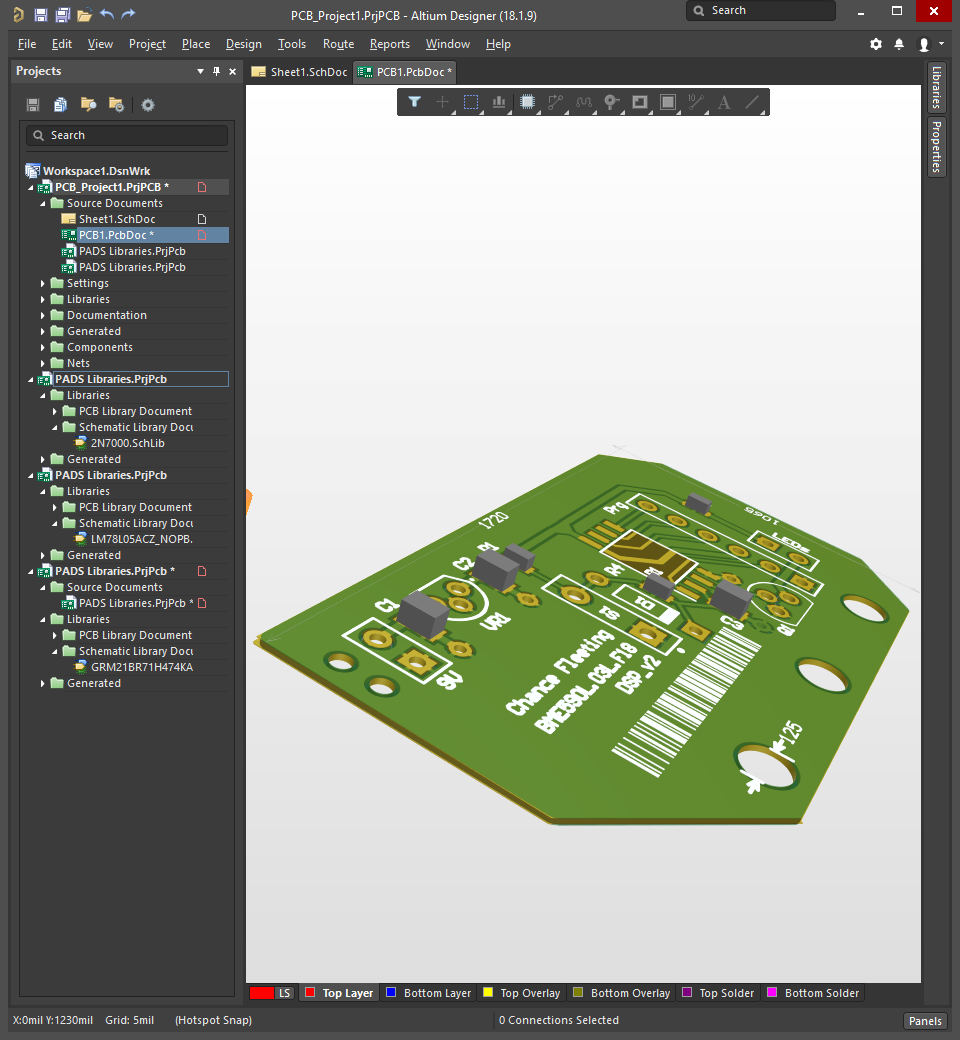 PCB_Project1.PrjPCB - Altium Designer (18.1.9)
Search
File Edit View Project Place Design Tools Route Reports Window Help
Projects
Sheet1.SchDoc
PCB1.PcbDoc *
Libraries
Properties
10
A
Search
Workspace1.DsnWrk
PCB_Project1.PrjPCB *
Source Documents
Sheet1.SchDoc
PCB1.PcbDoc *
PADS Libraries.PrjPcb
PADS Libraries.PrjPcb
Settings
Libraries
Documentation
Generated
Components
Nets
PADS Libraries.PrjPcb
Libraries
PCB Library Document
Schematic Library Docu
2N7000.SchLib
Generated
PADS Libraries.PrjPcb
Libraries
PCB Library Document
Schematic Library Docu
LM78L05ACZ_NOPB.
Generated
PADS Libraries.PrjPcb *
Source Documents
PADS Libraries.PrjPcb *
Libraries
PCB Library Document
Schematic Library Docu
GRM21BR71H474KA
Generated
1720
1065
Prg
LEDs
C2
C1
VR1
9V
C3
Chance Fleeting
DSP_v2
.125
LS Top Layer Bottom Layer Top Overlay Bottom Overlay Top Solder Bottom Solder
X:0mil Y:1230mil Grid: 5mil (Hotspot Snap)
0 Connections Selected
Panels